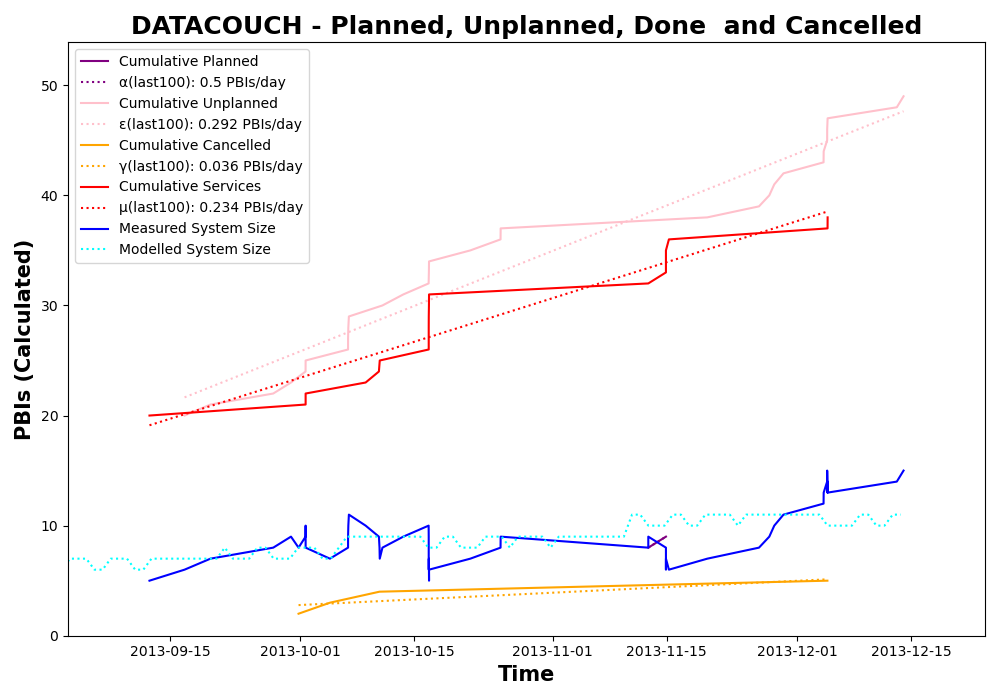 DATACOUCH - Planned, Unplanned, Done  and Cancelled
Cumulative Planned
α(last100): 0.5 PBIs/day
Cumulative Unplanned
ε(last100): 0.292 PBIs/day
Cumulative Cancelled
γ(last100): 0.036 PBIs/day
Cumulative Services
μ(last100): 0.234 PBIs/day
Measured System Size
Modelled System Size
PBIs (Calculated)
50
40
30
20
10
0
2013-09-15
2013-10-01
2013-10-15
2013-11-01
2013-11-15
2013-12-01
2013-12-15
Time